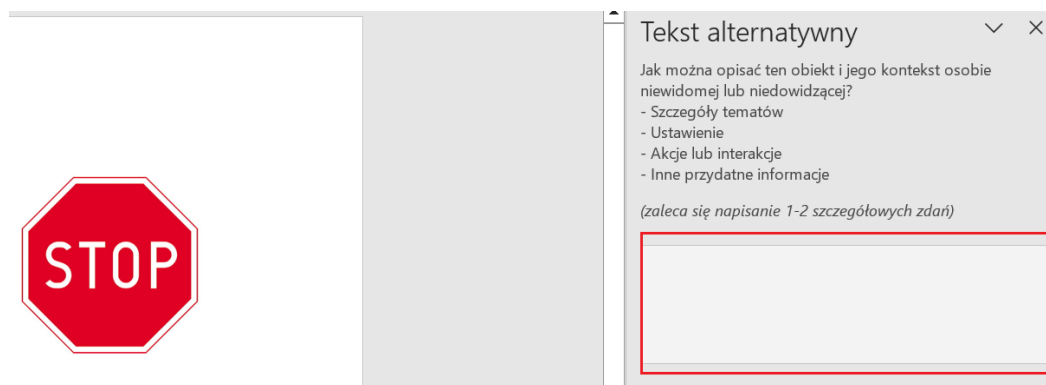 STOP
Tekst alternatywny
Jak można opisać ten obiekt i jego kontekst osobie
niewidomej lub niedowidzącej?
- Szczegóły tematów
- Ustawienie
- Akcje lub interakcje
- Inne przydatne informacje
(zaleca się napisanie 1-2 szczegółowych zdań)